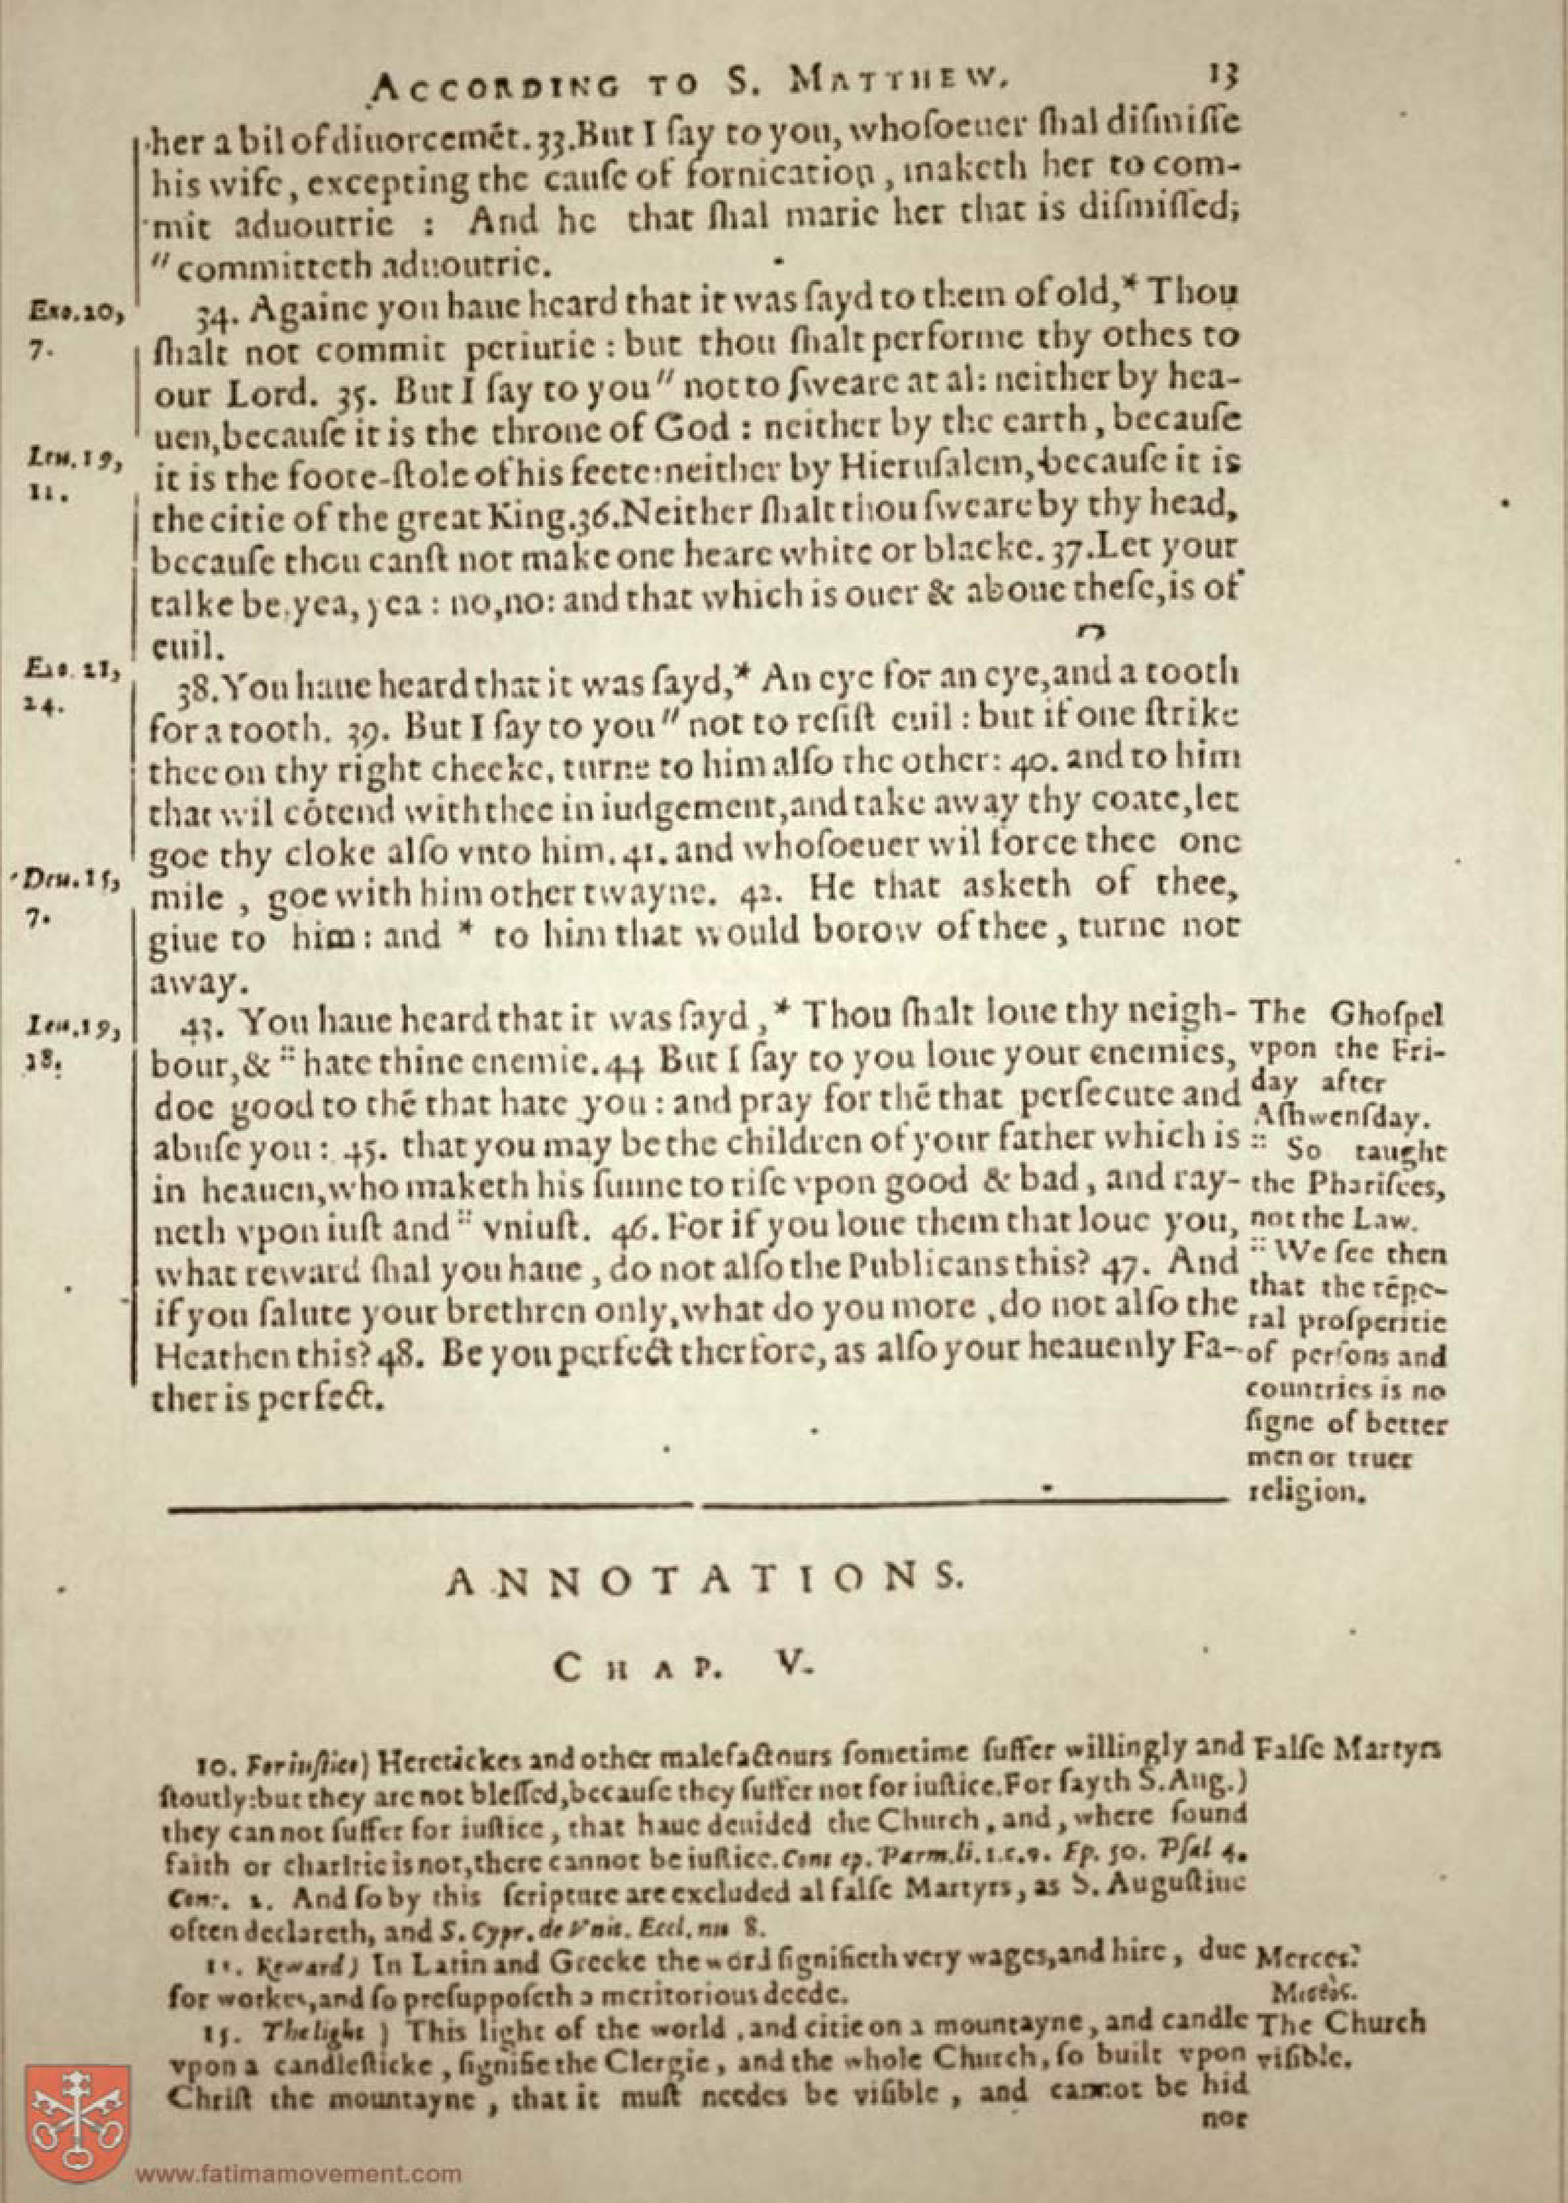 ACCORDING TO S. MATTHEW. 13
her a bil of diuorcemẽt. 33. But I ſay to you, whoſoeuer ſhal diſmiſſe
his wife, excepting the cauſe of fornication, maketh her to com-
mit aduoutrie : And he that ſhal marie her that is diſmiſſed;
" committeth aduoutrie.
Exo. 20,
7.
34. Againe you haue heard that it was ſayd to them of old,* Thou
ſhalt not commit periurie : but thou ſhalt performe thy othes to
our Lord. 35. But I ſay to you " not to ſweare at al: neither by hea-
uen, becauſe it is the throne of God : neither by the earth, becauſe
Leu. 19,
11.
it is the foote-ſtole of his feete: neither by Hieruſalem, becauſe it is
the citie of the great King. 36. Neither ſhalt thou ſweare by thy head,
becauſe thou canſt not make one heare white or blacke. 37. Let your
talke be, yea, yea : no, no: and that which is ouer & aboue theſe, is of
euil.
Exo. 21,
24.
38. You haue heard that it was ſayd,* An eye for an eye, and a tooth
for a tooth. 39. But I ſay to you " not to reſiſt euil : but if one ſtrike
thee on thy right cheeke, turne to him alſo the other: 40. and to him
that wil cõtend with thee in iudgement, and take away thy coate, let
goe thy cloke alſo vnto him. 41. and whoſoeuer wil force thee one
Deu. 15,
7.
mile , goe with him other twayne. 42. He that asketh of thee,
giue to him : and * to him that would borow of thee , turne not
away.
Leu. 19,
18.
43. You haue heard that it was ſayd ,* Thou ſhalt loue thy neigh-
bour, & :: hate thine enemie. 44 But I ſay to you loue your enemies,
doe good to thẽ that hate you : and pray for thẽ that perſecute and
abuſe you : 45. that you may be the children of your father which is
in heauen, who maketh his ſunne to riſe vpon good & bad, and ray-
neth vpon iuſt and :: vniuſt. 46. For if you loue them that loue you,
what reward ſhal you haue , do not alſo the Publicans this? 47. And
if you ſalute your brethren only, what do you more , do not alſo the
Heathen this? 48. Be you perfect therfore, as alſo your heauenly Fa-
ther is perfect.
The Ghoſpel
vpon the Fri-
day after
Aſhwenſday.
:: So taught
the Phariſees,
not the Law.
:: We ſee then
that the tẽpo-
ral proſperitie
of perſons and
countries is no
ſigne of better
men or truer
religion.
ANNOTATIONS.
CHAP. V.
10. For iuſtice) Heretickes and other malefactours ſometime ſuffer willingly and
ſtoutly: but they are not bleſſed, becauſe they ſuffer not for iuſtice. For ſayth S. Aug.)
they can not ſuffer for iuſtice , that haue deuided the Church, and, where ſound
faith or charitie is not, there cannot be iuſtice. Cont ep. Parm. li. 1. c. 9. Ep. 50. Pſal 4.
Conc. 2. And ſo by this ſcripture are excluded al falſe Martyrs, as S. Auguſtine
often declareth, and S. Cypr. de Vnit. Eccl. nu 8.
Falſe Martyrs
11. Reward) In Latin and Greeke the word ſignifieth very wages, and hire, due
for workes, and ſo preſuppoſeth a meritorious deede.
Merces.
Μισθὸς.
15. The light ) This light of the world , and citie on a mountayne, and candle
vpon a candleſticke , ſignifie the Clergie, and the whole Church, ſo built vpon
Chriſt the mountayne , that it muſt needes be viſible , and cannot be hid
nor
The Church
viſible.
www.fatimamovement.com